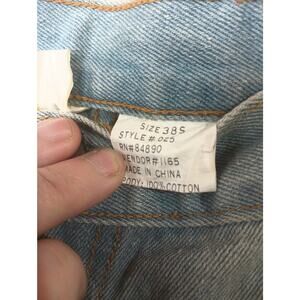 SIZE 38S
STYLE # 025
RN# 84890
VENDOR# 1165
MADE IN CHINA
BODY: 100% COTTON